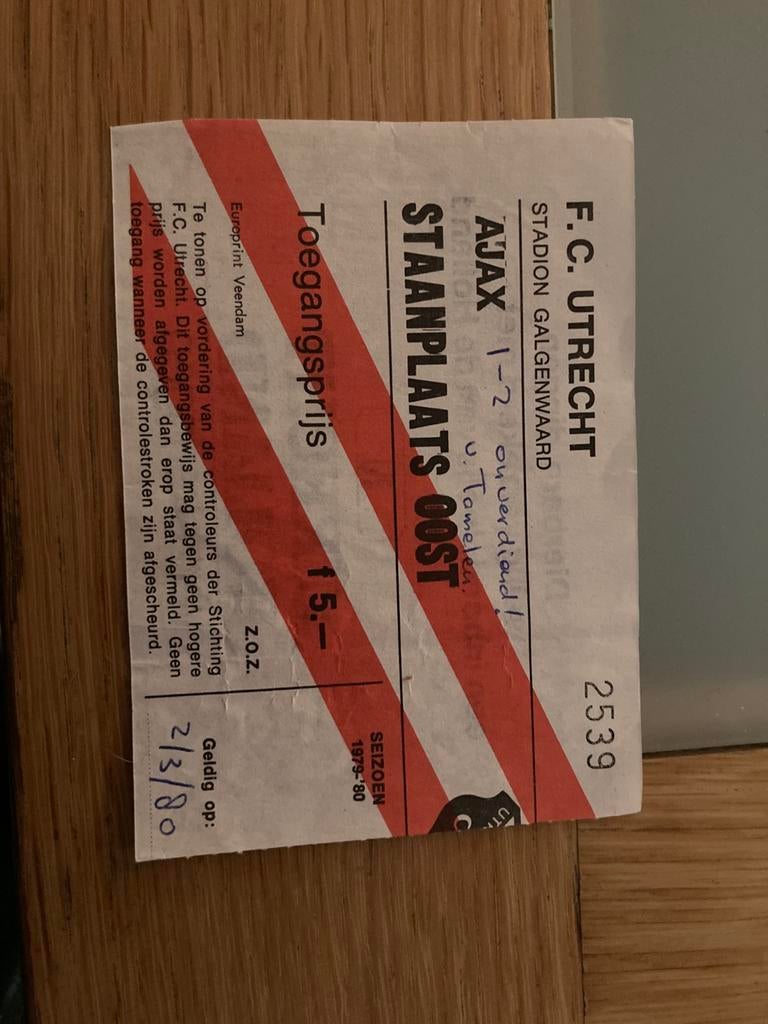 F.C. UTRECHT 2539
STADION GALGENWAARD
AJAX 1-2 onverdiend!
v. Tamelen.
STAANPLAATS OOST
SEIZOEN
1979-'80
Toegangsprijs f 5.—
Europrint Veendam z.o.z.
Te tonen op vordering van de controleurs der Stichting
F.C. Utrecht. Dit toegangsbewijs mag tegen geen hogere
prijs worden afgegeven dan erop staat vermeld. Geen
toegang wanneer de controlestroken zijn afgescheurd.
Geldig op:
2/3/80